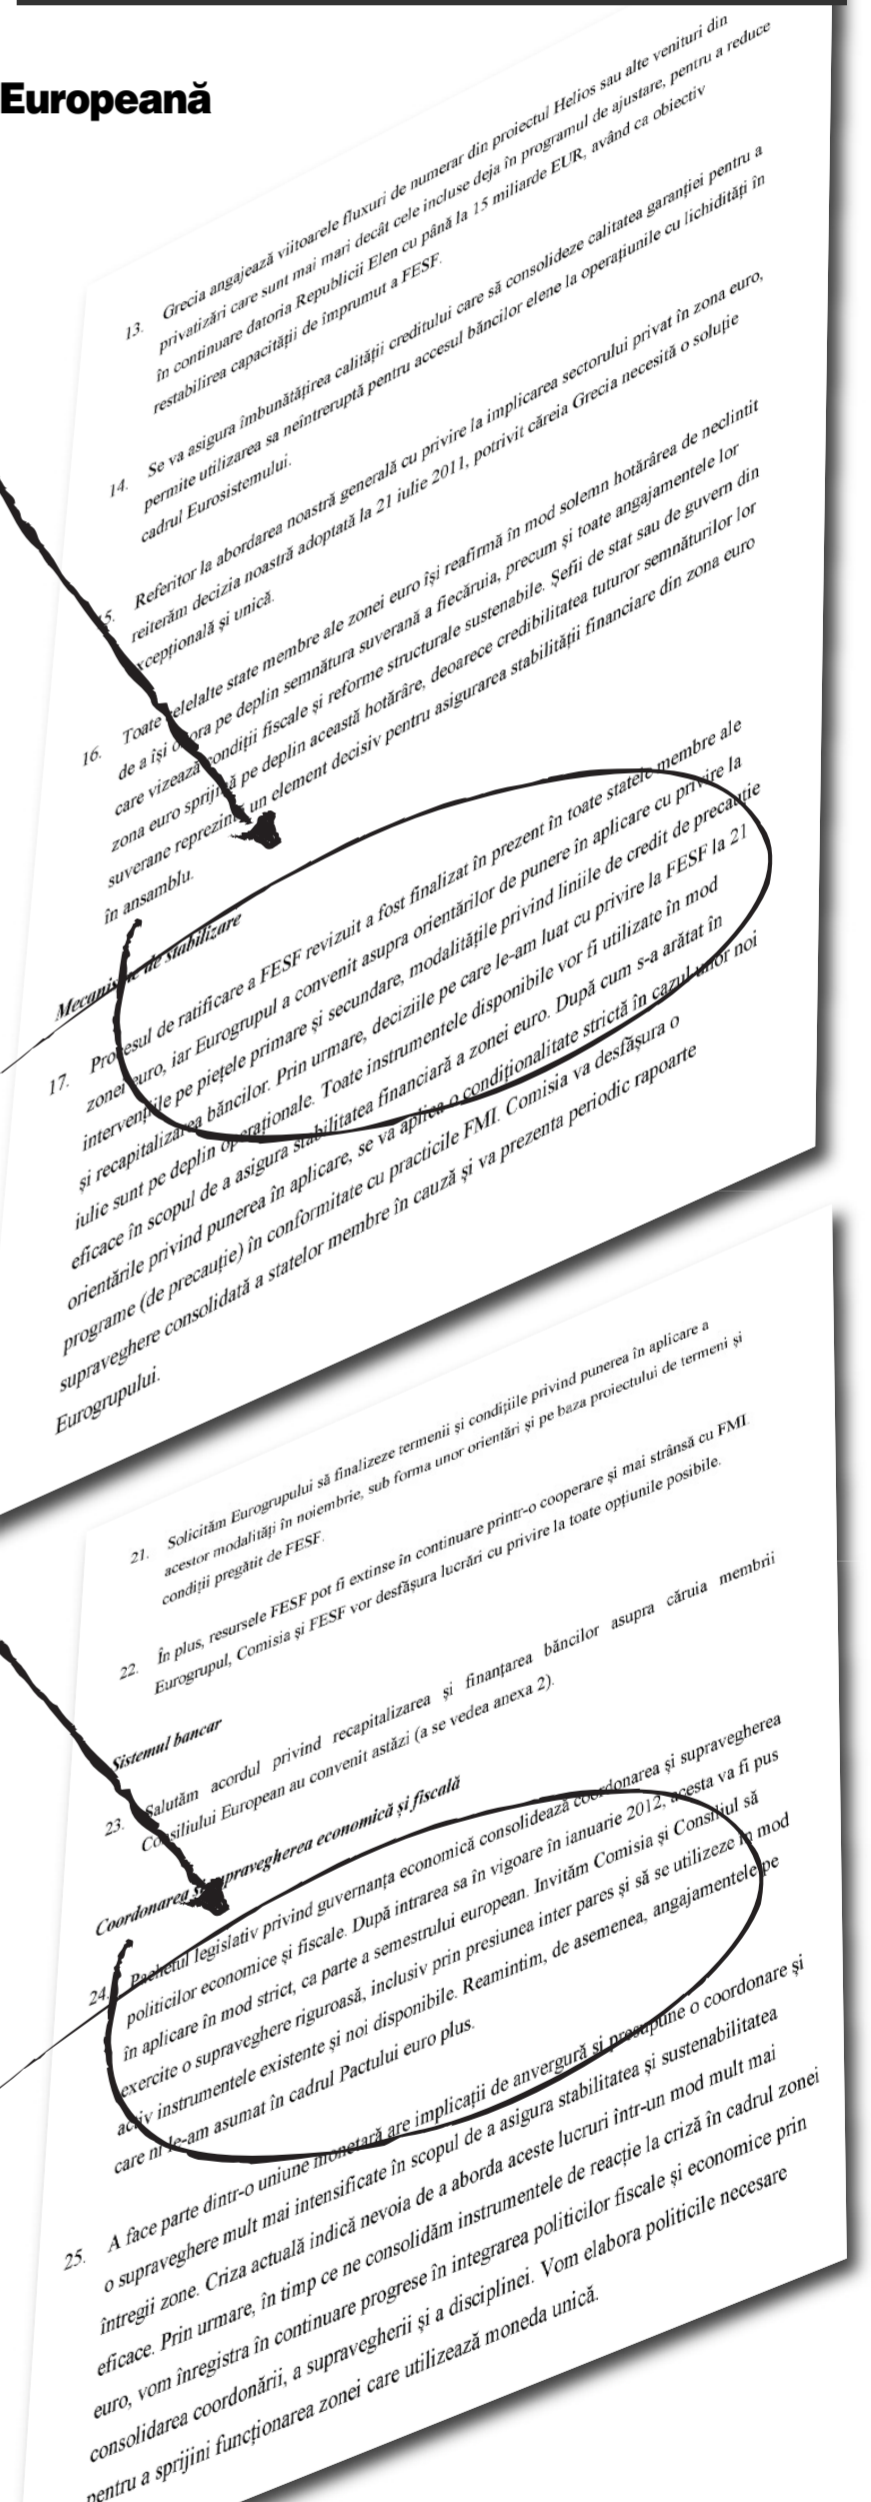 Europeană
13. Grecia angajează viitoarele fluxuri de numerar din proiectul Helios sau alte venituri din
privatizări care sunt mai mari decât cele incluse deja în programul de ajustare, pentru a reduce
în continuare datoria Republicii Elen cu până la 15 miliarde EUR, având ca obiectiv
restabilirea capacității de împrumut a FESF.
14. Se va asigura îmbunătățirea calității creditului care să consolideze calitatea garanției pentru a
permite utilizarea sa neîntreruptă pentru accesul băncilor elene la operațiunile cu lichidități în
cadrul Eurosistemului.
15. Referitor la abordarea noastră generală cu privire la implicarea sectorului privat în zona euro,
reiterăm decizia noastră adoptată la 21 iulie 2011, potrivit căreia Grecia necesită o soluție
excepțională și unică.
16. Toate celelalte state membre ale zonei euro își reafirmă în mod solemn hotărârea de neclintit
de a își onora pe deplin semnătura suverană a fiecăruia, precum și toate angajamentele lor
care vizează condiții fiscale și reforme structurale sustenabile. Șefii de stat sau de guvern din
zona euro sprijină pe deplin această hotărâre, deoarece credibilitatea tuturor semnăturilor lor
suverane reprezintă un element decisiv pentru asigurarea stabilității financiare din zona euro
în ansamblu.
Mecanisme de stabilizare
17. Procesul de ratificare a FESF revizuit a fost finalizat în prezent în toate statele membre ale
zonei euro, iar Eurogrupul a convenit asupra orientărilor de punere în aplicare cu privire la
intervențiile pe piețele primare și secundare, modalitățile privind liniile de credit de precauție
și recapitalizarea băncilor. Prin urmare, deciziile pe care le-am luat cu privire la FESF la 21
iulie sunt pe deplin operaționale. Toate instrumentele disponibile vor fi utilizate în mod
eficace în scopul de a asigura stabilitatea financiară a zonei euro. După cum s-a arătat în
orientările privind punerea în aplicare, se va aplica o condiționalitate strictă în cazul unor noi
programe (de precauție) în conformitate cu practicile FMI. Comisia va desfășura o
supraveghere consolidată a statelor membre în cauză și va prezenta periodic rapoarte
Eurogrupului.
21. Solicităm Eurogrupului să finalizeze termenii și condițiile privind punerea în aplicare a
acestor modalități în noiembrie, sub forma unor orientări și pe baza proiectului de termeni și
condiții pregătit de FESF.
22. În plus, resursele FESF pot fi extinse în continuare printr-o cooperare și mai strânsă cu FMI.
Eurogrupul, Comisia și FESF vor desfășura lucrări cu privire la toate opțiunile posibile.
Sistemul bancar
23. Salutăm acordul privind recapitalizarea și finanțarea băncilor asupra căruia membrii
Consiliului European au convenit astăzi (a se vedea anexa 2).
Coordonarea și supravegherea economică și fiscală
24. Pachetul legislativ privind guvernanța economică consolidează coordonarea și supravegherea
politicilor economice și fiscale. După intrarea sa în vigoare în ianuarie 2012, acesta va fi pus
în aplicare în mod strict, ca parte a semestrului european. Invităm Comisia și Consiliul să
exercite o supraveghere riguroasă, inclusiv prin presiunea inter pares și să se utilizeze în mod
activ instrumentele existente și noi disponibile. Reamintim, de asemenea, angajamentele pe
care ni le-am asumat în cadrul Pactului euro plus.
25. A face parte dintr-o uniune monetară are implicații de anvergură și presupune o coordonare și
o supraveghere mult mai intensificate în scopul de a asigura stabilitatea și sustenabilitatea
întregii zone. Criza actuală indică nevoia de a aborda aceste lucruri într-un mod mult mai
eficace. Prin urmare, în timp ce ne consolidăm instrumentele de reacție la criză în cadrul zonei
euro, vom înregistra în continuare progrese în integrarea politicilor fiscale și economice prin
consolidarea coordonării, a supravegherii și a disciplinei. Vom elabora politicile necesare
pentru a sprijini funcționarea zonei care utilizează moneda unică.